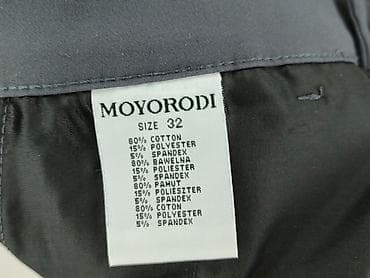 MOYORODI
SIZE 32
80% COTTON
15% POLYESTER
5% SPANDEX
80% BAWELNA
15% POLIESTER
5% SPANDEX
80% PAMUT
15% POLIESZTER
5% SPANDEX
80% COTON
15% POLYESTER
5% SPANDEX